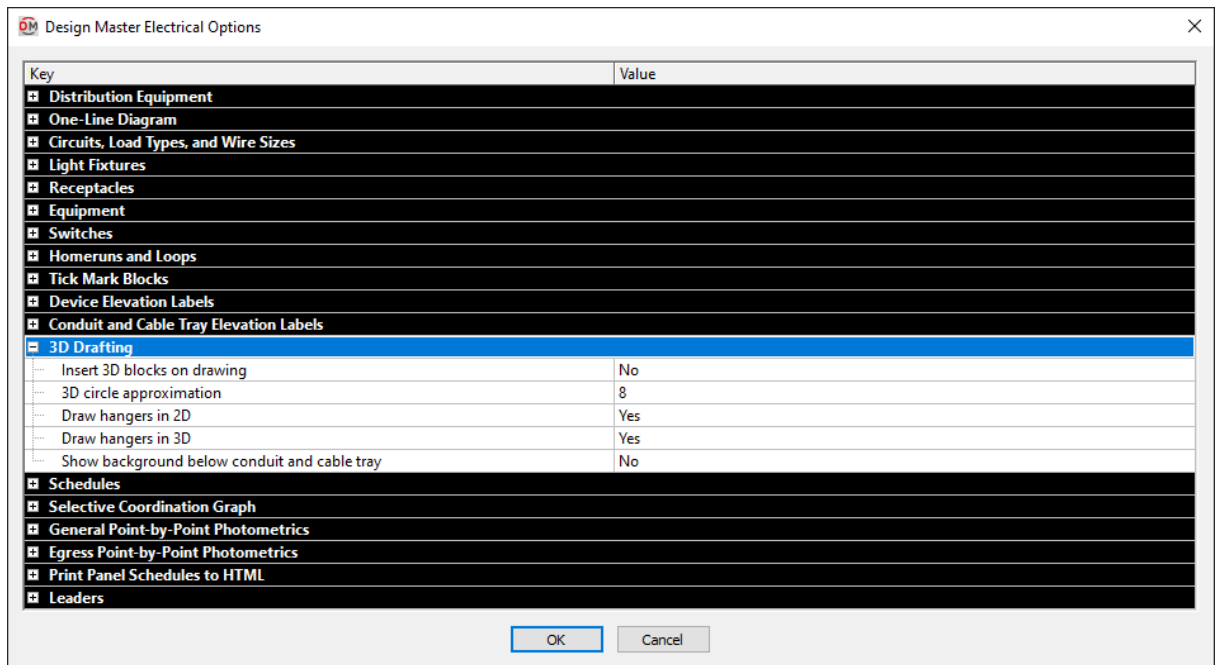 DM Design Master Electrical Options
Key Value
Distribution Equipment
One-Line Diagram
Circuits, Load Types, and Wire Sizes
Light Fixtures
Receptacles
Equipment
Switches
Homeruns and Loops
Tick Mark Blocks
Device Elevation Labels
Conduit and Cable Tray Elevation Labels
3D Drafting
Insert 3D blocks on drawing No
3D circle approximation 8
Draw hangers in 2D Yes
Draw hangers in 3D Yes
Show background below conduit and cable tray No
Schedules
Selective Coordination Graph
General Point-by-Point Photometrics
Egress Point-by-Point Photometrics
Print Panel Schedules to HTML
Leaders
OK Cancel